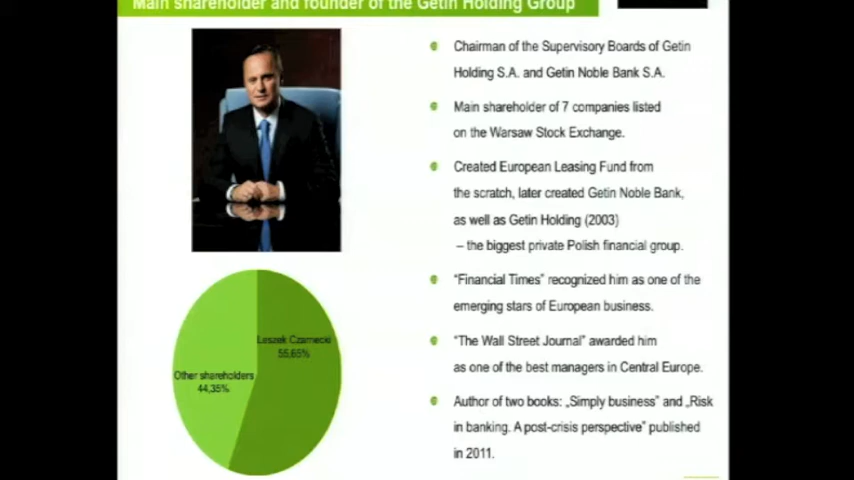 Main shareholder and founder of the Getin Holding Group
Chairman of the Supervisory Boards of Getin
Holding S.A. and Getin Noble Bank S.A.
Main shareholder of 7 companies listed
on the Warsaw Stock Exchange.
Created European Leasing Fund from
the scratch, later created Getin Noble Bank,
as well as Getin Holding (2003)
– the biggest private Polish financial group.
"Financial Times" recognized him as one of the
emerging stars of European business.
"The Wall Street Journal" awarded him
as one of the best managers in Central Europe.
Author of two books: „Simply business" and „Risk
in banking. A post-crisis perspective" published
in 2011.
Leszek Czarnecki
55,65%
Other shareholders
44,35%